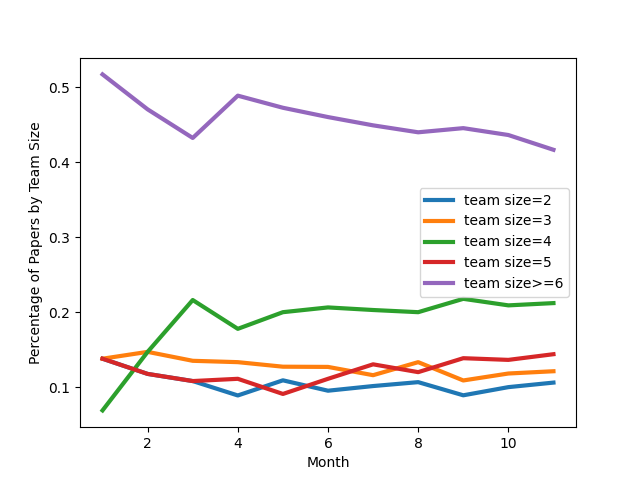 0.5
0.4
0.3
0.2
0.1
Percentage of Papers by Team Size
team size=2
team size=3
team size=4
team size=5
team size>=6
2 4 6 8 10
Month